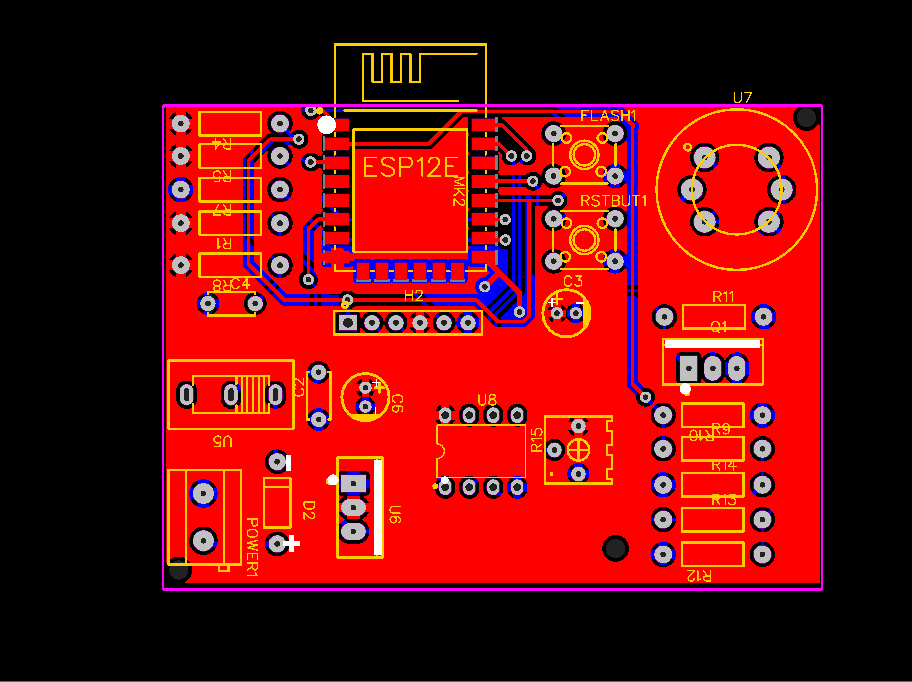 U7
FLASH1
R4
ESP12E
R5
MK2
R7
RSTBUT1
R1
C4
R8
C3
H2
R11
Q1
C2
C5
U8
R9
R10
R15
U5
R14
D2
U6
R13
POWER1
R12